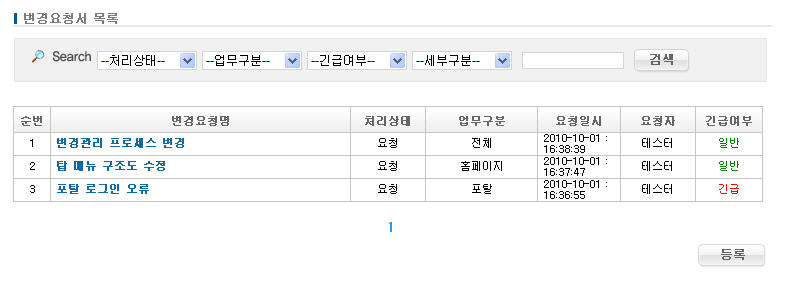 변경요청서 목록
Search --처리상태-- --업무구분-- --긴급여부-- --세부구분-- 검색
순번 변경요청명 처리상태 업무구분 요청일시 요청자 긴급여부
1 변경관리 프로세스 변경 요청 전체 2010-10-01 : 16:38:39 테스터 일반
2 탑 메뉴 구조도 수정 요청 홈페이지 2010-10-01 : 16:37:47 테스터 일반
3 포탈 로그인 오류 요청 포탈 2010-10-01 : 16:36:55 테스터 긴급
1
등록